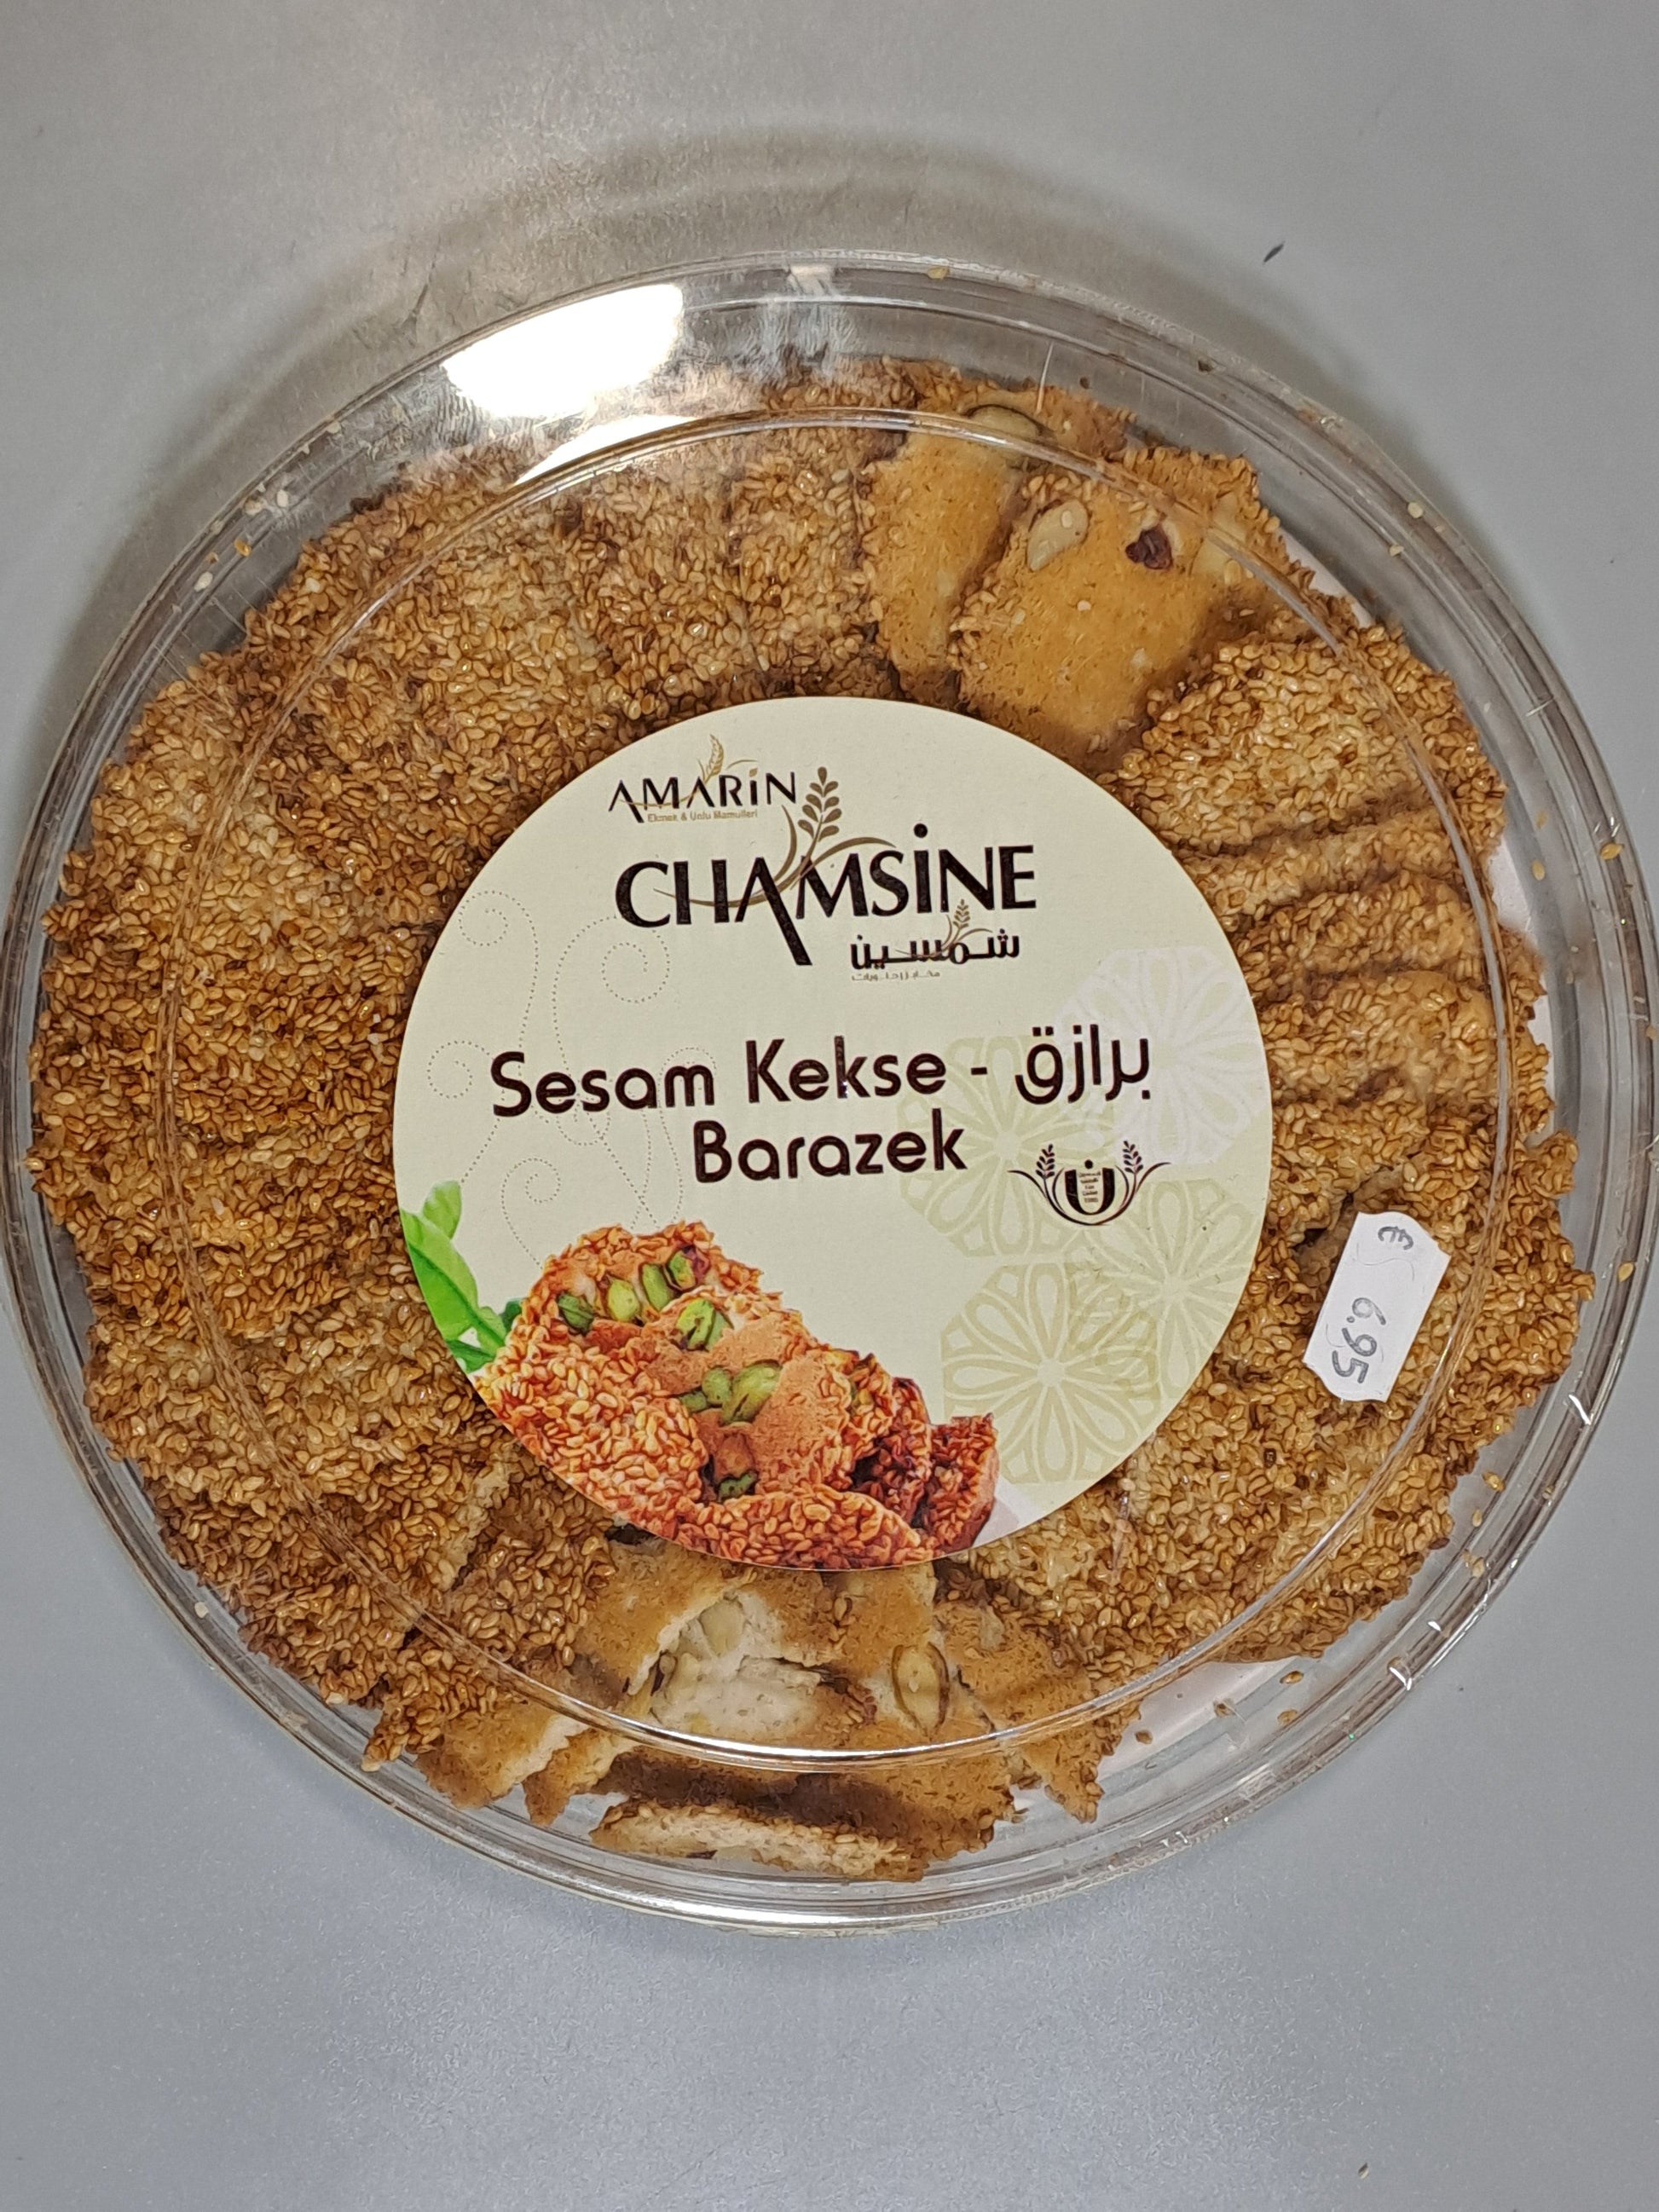 AMARiN
Ekmek & Unlu Mamulleri
CHAMSiNE
شمسين
Sesam Kekse - برازق
Barazek
€
6.95